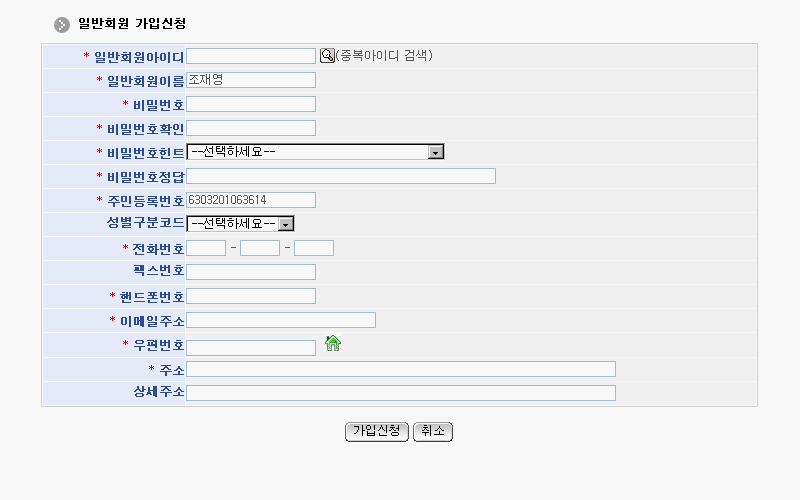 일반회원 가입신청
* 일반회원아이디 (중복아이디 검색)
* 일반회원이름 조재영
* 비밀번호
* 비밀번호확인
* 비밀번호힌트 --선택하세요--
* 비밀번호정답
* 주민등록번호 6303201063614
성별구분코드 --선택하세요--
* 전화번호 - -
팩스번호
* 핸드폰번호
* 이메일주소
* 우편번호
* 주소
상세주소
가입신청 취소